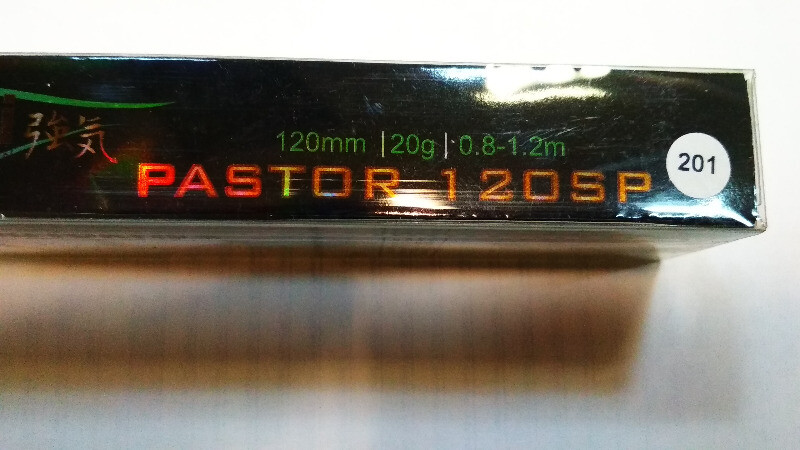 強気
120mm | 20g | 0.8-1.2m
PASTOR 120SP
201